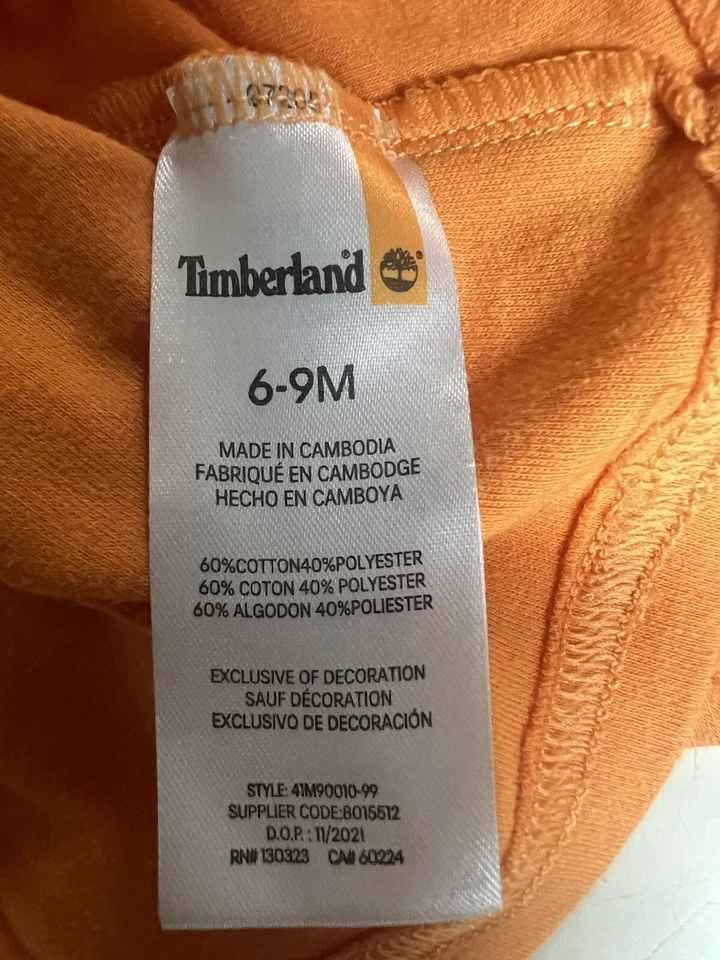 Timberland®
6-9M
MADE IN CAMBODIA
FABRIQUÉ EN CAMBODGE
HECHO EN CAMBOYA
60%COTTON40%POLYESTER
60% COTON 40% POLYESTER
60% ALGODON 40%POLIESTER
EXCLUSIVE OF DECORATION
SAUF DÉCORATION
EXCLUSIVO DE DECORACIÓN
STYLE: 41M90010-99
SUPPLIER CODE:8015512
D.O.P. : 11/2021
RN# 130323 CA# 60224